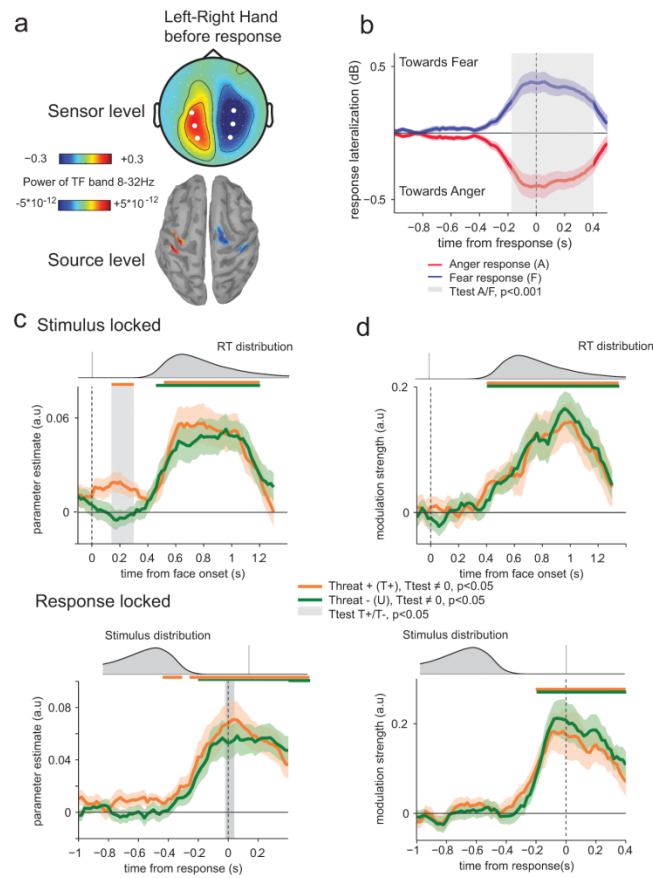 a
Left-Right Hand
before response
Sensor level
−0.3
+0.3
Power of TF band 8-32Hz
-5*10⁻¹²
+5*10⁻¹²
Source level
b
response lateralization (dB)
0.5
0
−0.5
Towards Fear
Towards Anger
−0.8 −0.6 −0.4 −0.2 0 0.2 0.4
time from fresponse (s)
Anger response (A)
Fear response (F)
Ttest A/F, p<0.001
c
Stimulus locked
RT distribution
parameter estimate (a.u)
0.06
0
0 0.2 0.4 0.6 0.8 1 1.2
time from face onset (s)
d
RT distribution
modulation strength (a.u)
0.2
0
0 0.2 0.4 0.6 0.8 1 1.2
time from face onset (s)
Threat + (T+), Ttest ≠ 0, p<0.05
Threat - (U), Ttest ≠ 0, p<0.05
Ttest T+/T-, p<0.05
Response locked
Stimulus distribution
parameter estimate (a.u)
0.08
0.04
0
−1 −0.8 −0.6 −0.4 −0.2 0 0.2
time from response (s)
Stimulus distribution
modulation strength (a.u)
0.2
0
−1 −0.8 −0.6 −0.4 −0.2 0 0.2 0.4
time from response(s)